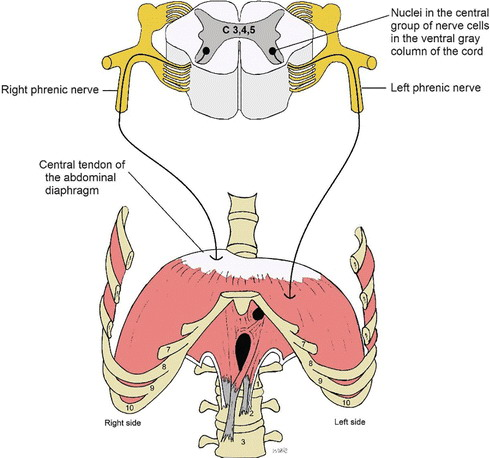 C 3,4,5
Nuclei in the central
group of nerve cells
in the ventral gray
column of the cord
Right phrenic nerve
Left phrenic nerve
Central tendon of
the abdominal
diaphragm
7
7
8
8
9
9
10
10
2
3
Right side
Left side